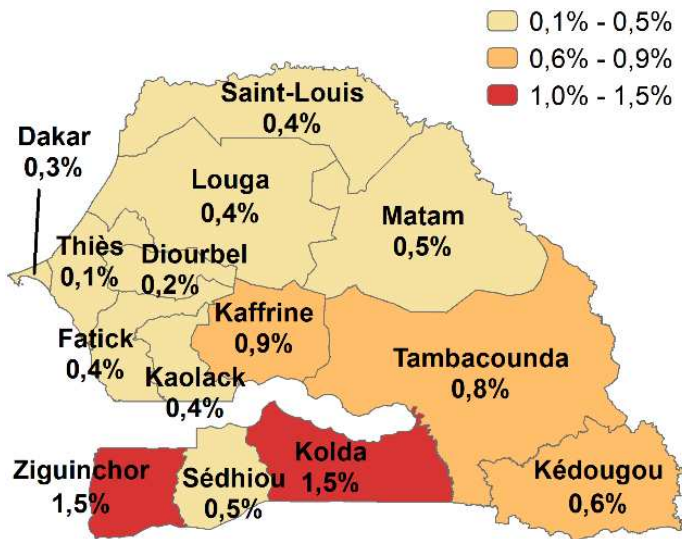 0,1% - 0,5%
0,6% - 0,9%
1,0% - 1,5%
Saint-Louis
0,4%
Dakar
0,3%
Louga
0,4%
Matam
0,5%
Thiès
0,1%
Diourbel
0,2%
Kaffrine
0,9%
Fatick
0,4%
Kaolack
0,4%
Tambacounda
0,8%
Ziguinchor
1,5%
Sédhiou
0,5%
Kolda
1,5%
Kédougou
0,6%